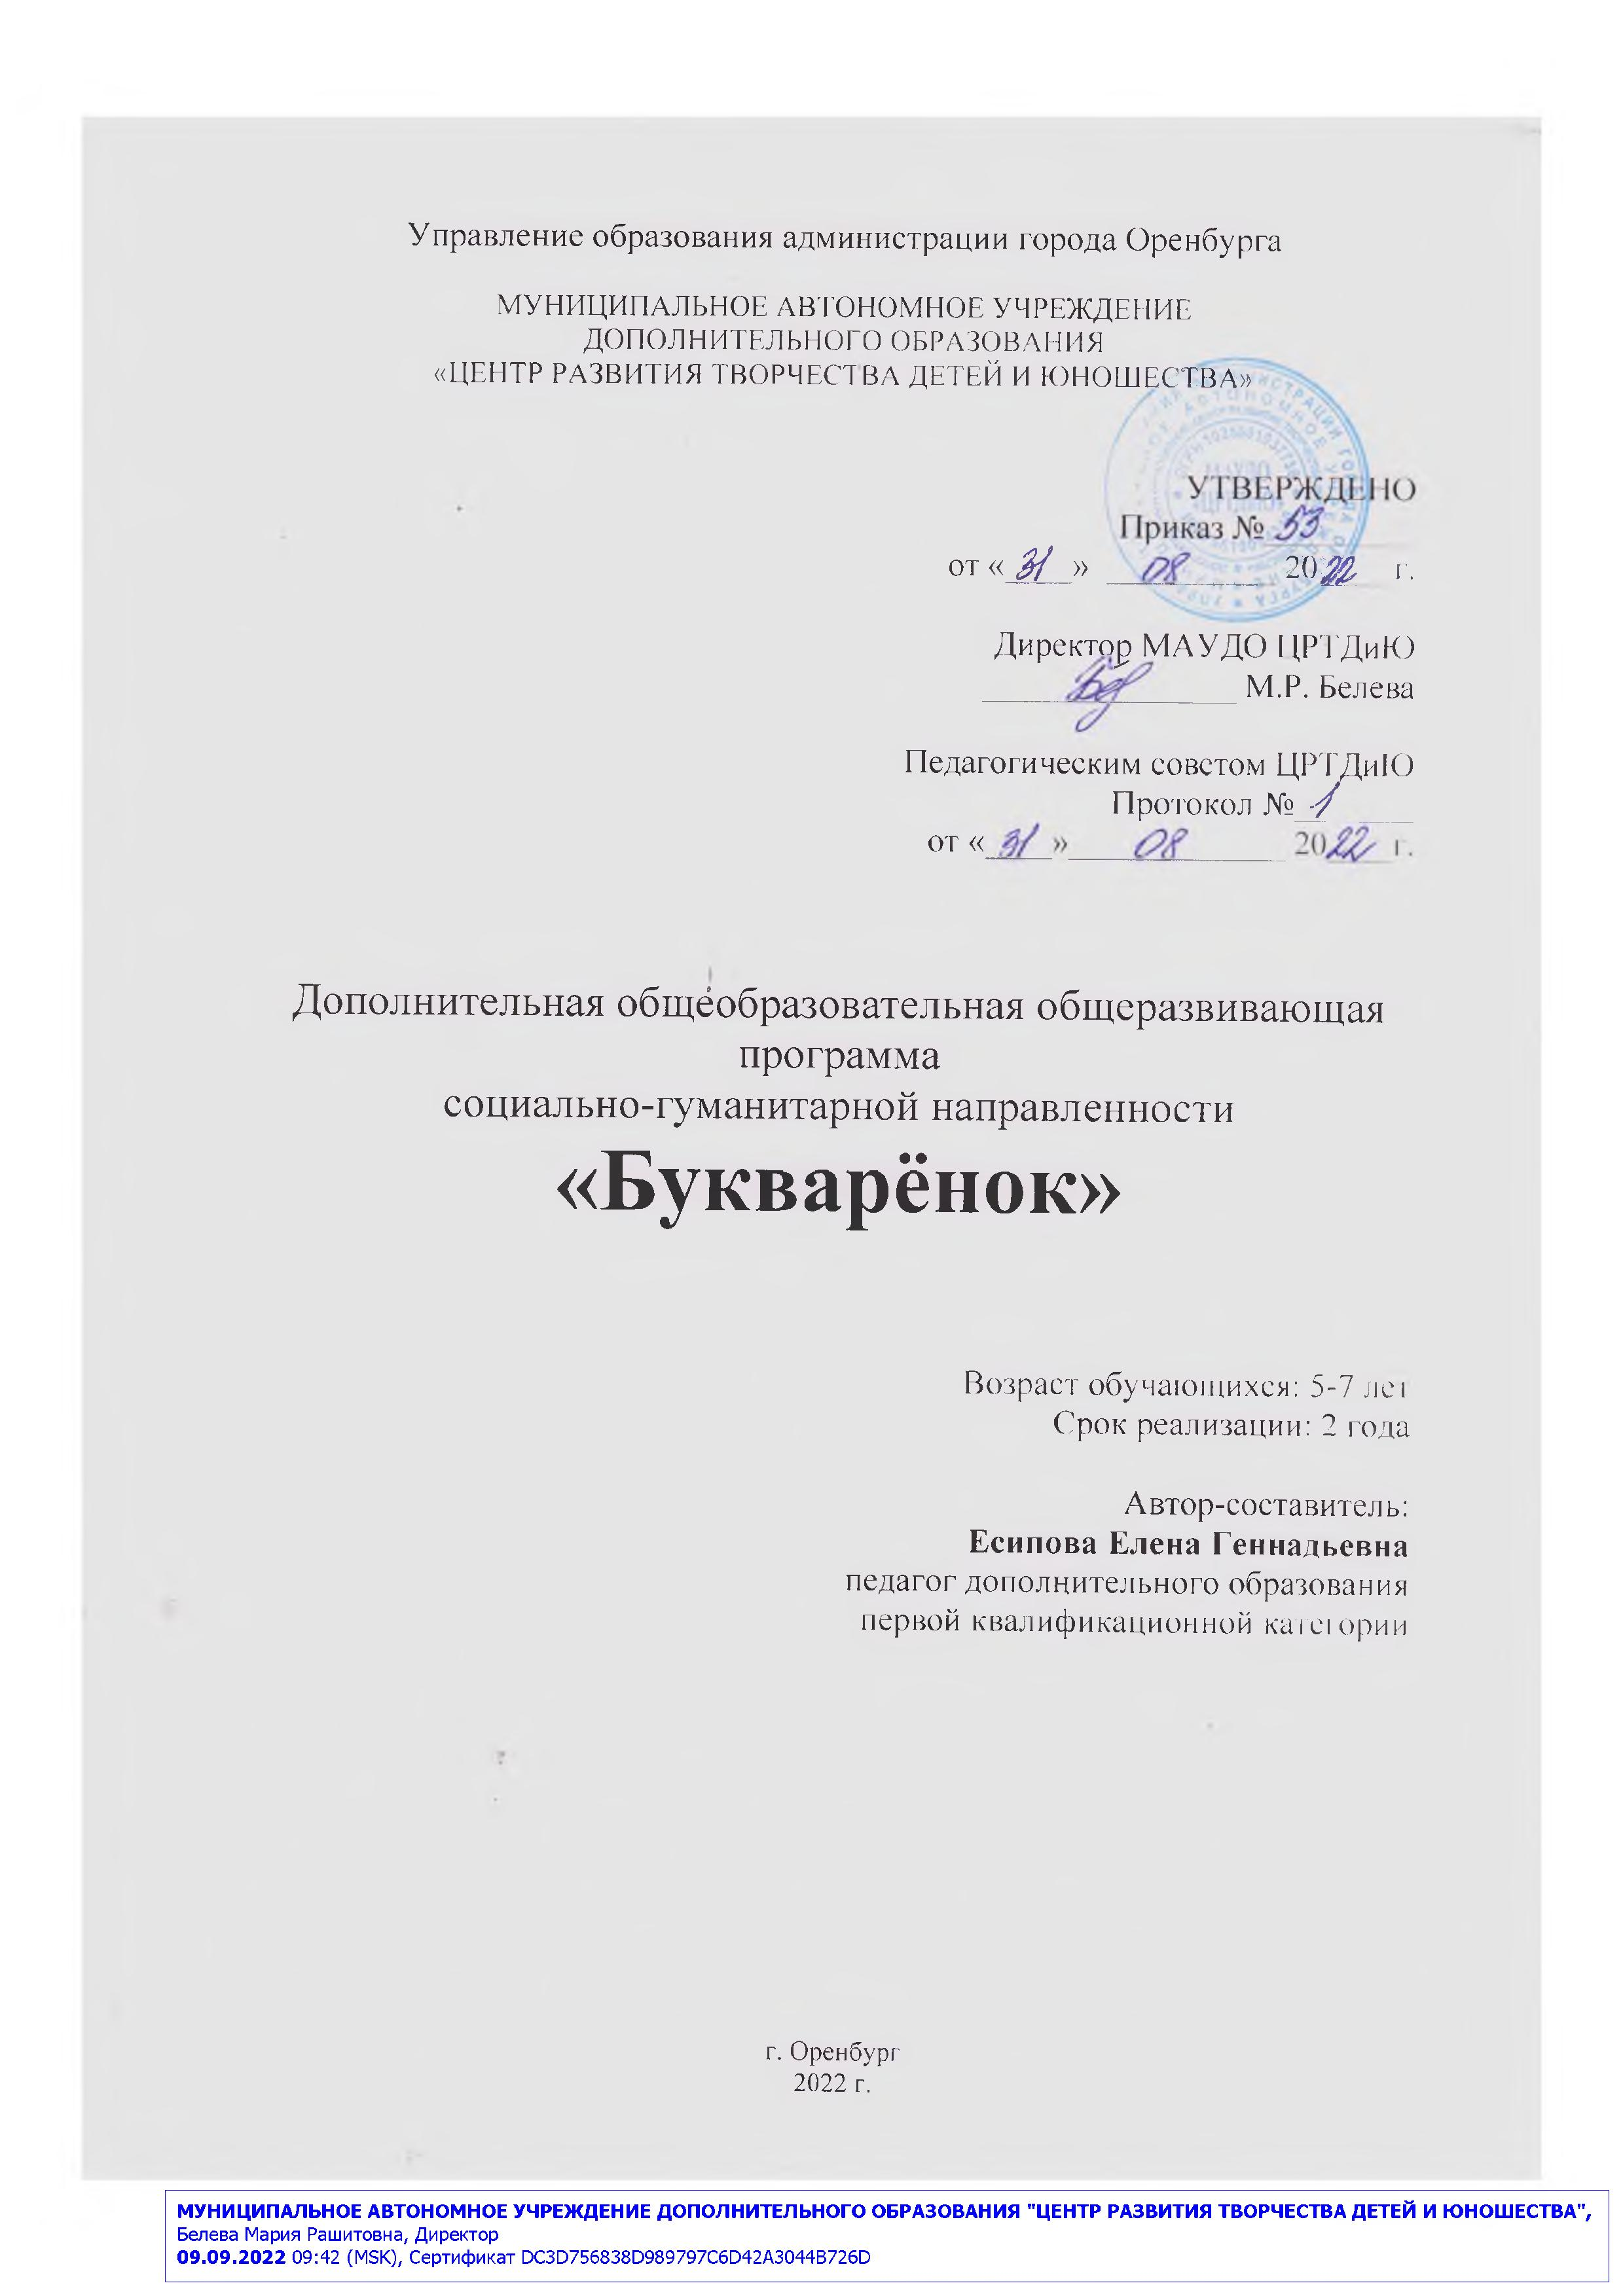 Управление образования администрации города Оренбурга
МУНИЦИПАЛЬНОЕ АВТОНОМНОЕ УЧРЕЖДЕНИЕ
ДОПОЛНИТЕЛЬНОГО ОБРАЗОВАНИЯ
«ЦЕНТР РАЗВИТИЯ ТВОРЧЕСТВА ДЕТЕЙ И ЮНОШЕСТВА»
УТВЕРЖДЕНО
Приказ № 53
от «31» 08 2022 г.
Директор МАУДО ЦРТДиЮ
М.Р. Белева
Педагогическим советом ЦРТДиЮ
Протокол № 1
от «31» 08 2022 г.
Дополнительная общеобразовательная общеразвивающая
программа
социально-гуманитарной направленности
«Букварёнок»
Возраст обучающихся: 5-7 лет
Срок реализации: 2 года
Автор-составитель:
Есипова Елена Геннадьевна
педагог дополнительного образования
первой квалификационной категории
г. Оренбург
2022 г.
МУНИЦИПАЛЬНОЕ АВТОНОМНОЕ УЧРЕЖДЕНИЕ ДОПОЛНИТЕЛЬНОГО ОБРАЗОВАНИЯ "ЦЕНТР РАЗВИТИЯ ТВОРЧЕСТВА ДЕТЕЙ И ЮНОШЕСТВА",
Белева Мария Рашитовна, Директор
09.09.2022 09:42 (MSK), Сертификат DC3D756838D989797C6D42A3044B726D